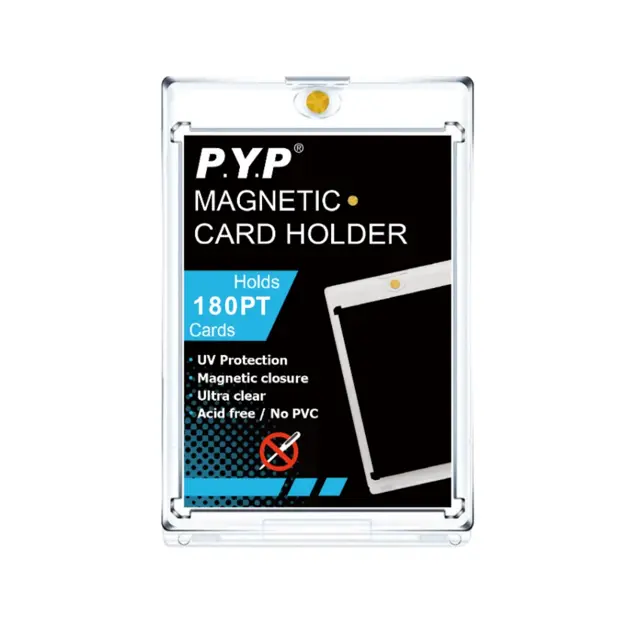 P.Y.P®
MAGNETIC
CARD HOLDER
Holds
180PT
Cards
· UV Protection
· Magnetic closure
· Ultra clear
· Acid free / No PVC